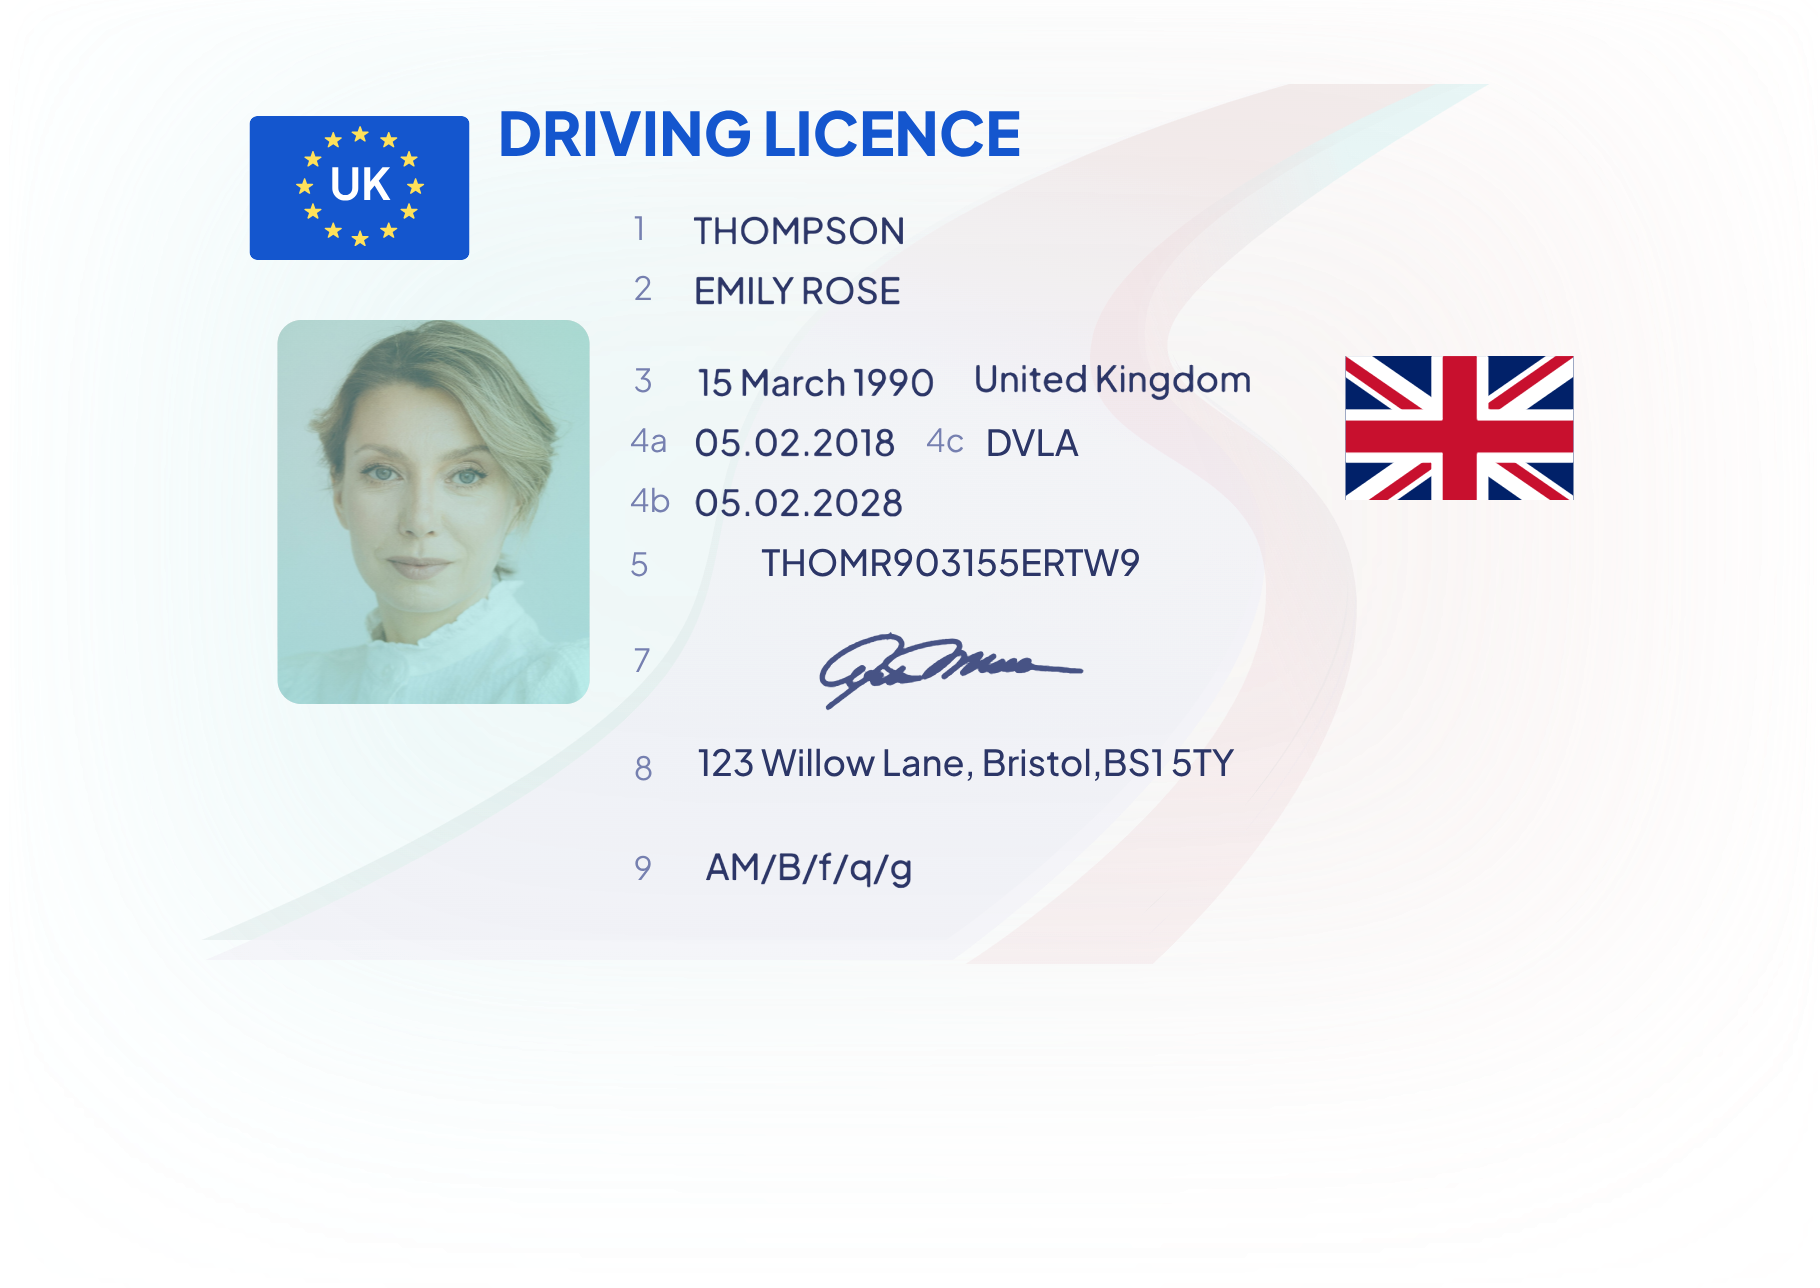 UK
DRIVING LICENCE
1 THOMPSON
2 EMILY ROSE
3 15 March 1990 United Kingdom
4a 05.02.2018 4c DVLA
4b 05.02.2028
5 THOMR903155ERTW9
7
8 123 Willow Lane, Bristol,BS1 5TY
9 AM/B/f/q/g